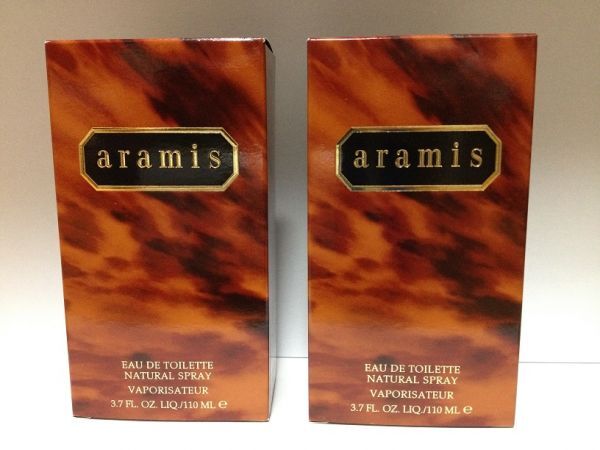 aramis
EAU DE TOILETTE
NATURAL SPRAY
VAPORISATEUR
3.7 FL. OZ. LIQ./110 ML ℮
aramis
EAU DE TOILETTE
NATURAL SPRAY
VAPORISATEUR
3.7 FL. OZ. LIQ./110 ML ℮